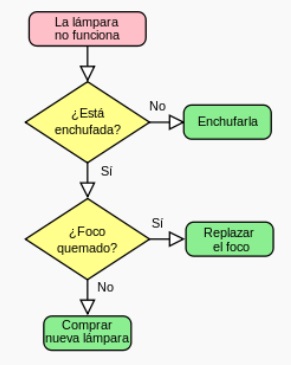 La lámpara
no funciona
¿Está
enchufada?
No
Enchufarla
Sí
¿Foco
quemado?
Sí
Replazar
el foco
No
Comprar
nueva lámpara